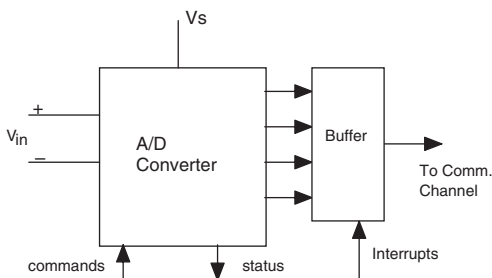 Vs
+
Vin
−
A/D
Converter
Buffer
To Comm.
Channel
commands
status
Interrupts